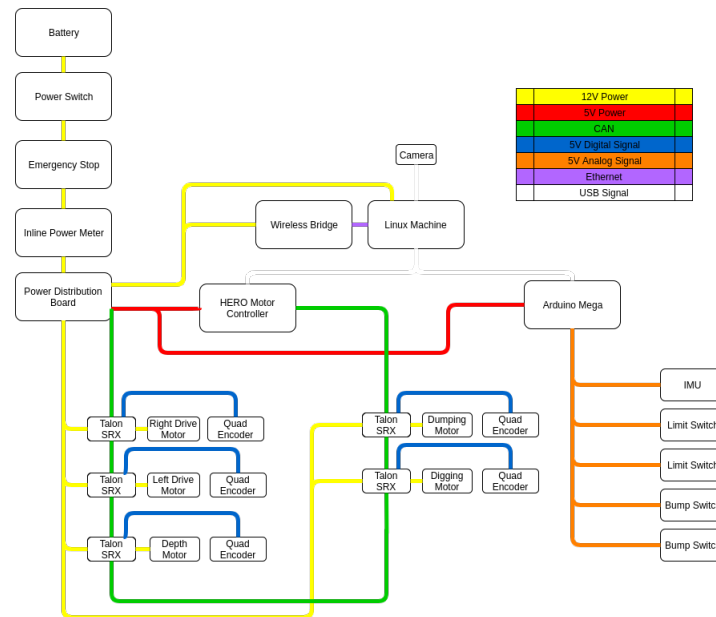 Battery
Power Switch
Emergency Stop
Inline Power Meter
Power Distribution
Board
Camera
Wireless Bridge
Linux Machine
12V Power
5V Power
CAN
5V Digital Signal
5V Analog Signal
Ethernet
USB Signal
HERO Motor
Controller
Arduino Mega
IMU
Limit Switch
Limit Switch
Bump Switc
Bump Switc
Talon
SRX
Right Drive
Motor
Quad
Encoder
Talon
SRX
Left Drive
Motor
Quad
Encoder
Talon
SRX
Depth
Motor
Quad
Encoder
Talon
SRX
Dumping
Motor
Quad
Encoder
Talon
SRX
Digging
Motor
Quad
Encoder